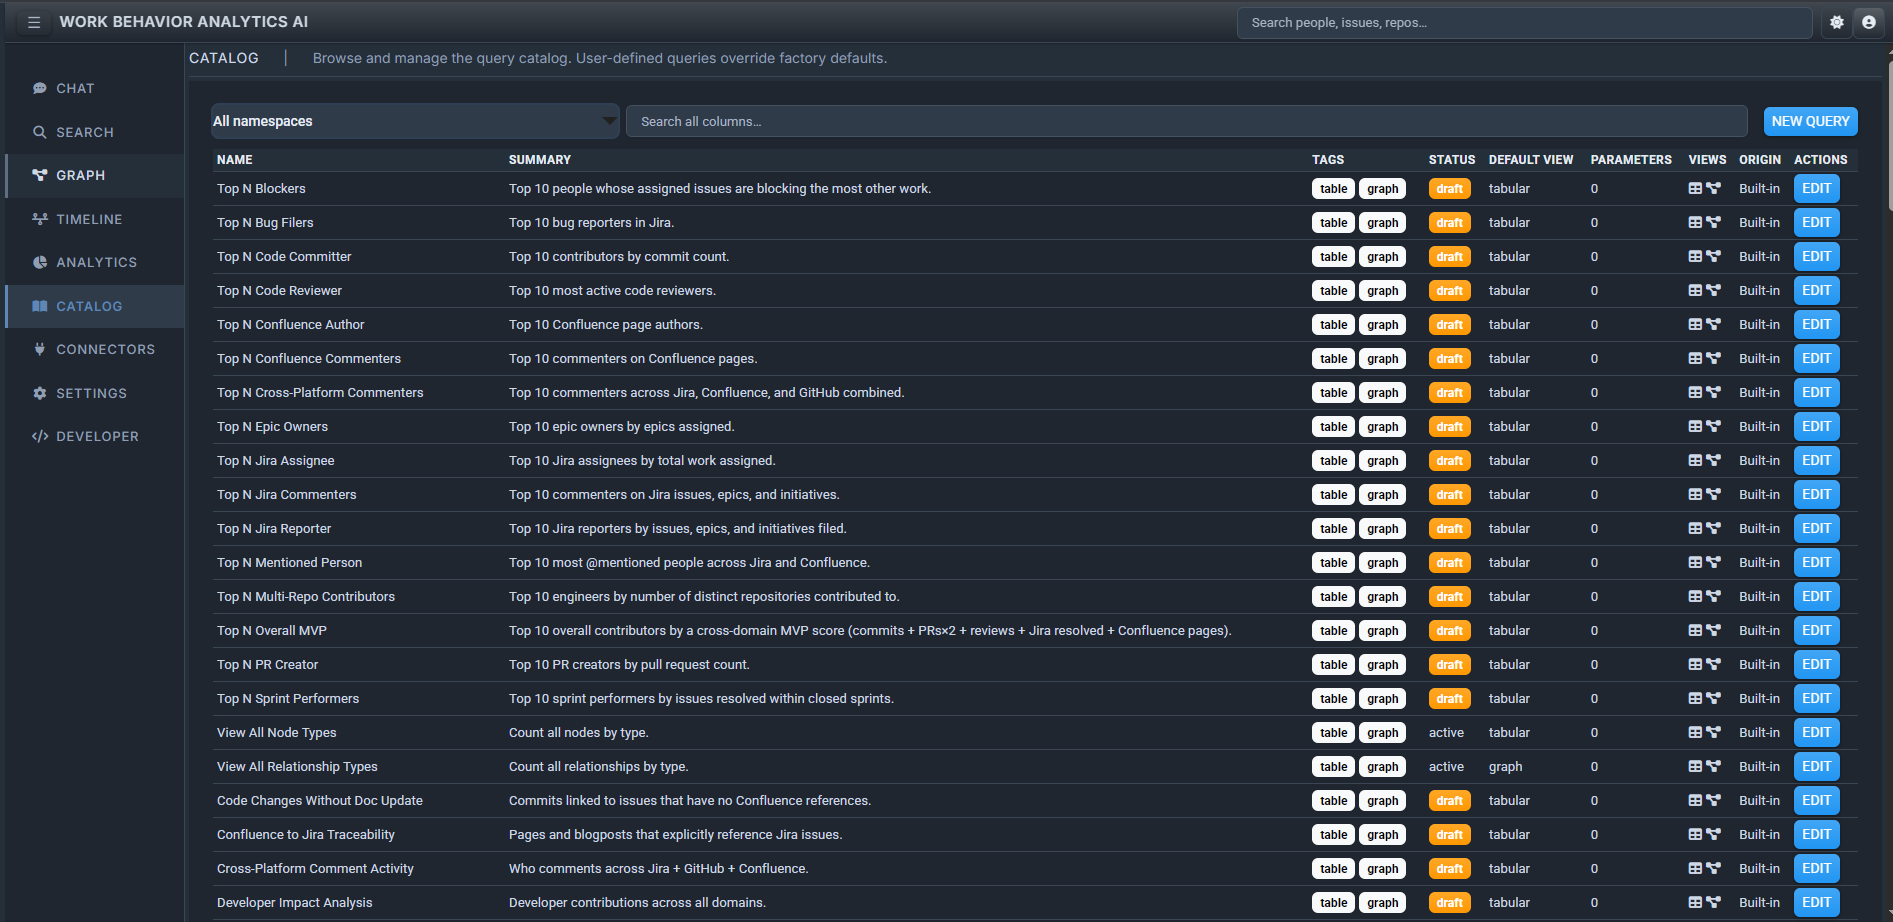 WORK BEHAVIOR ANALYTICS AI
Search people, issues, repos...
CATALOG | Browse and manage the query catalog. User-defined queries override factory defaults.
CHAT
SEARCH
GRAPH
TIMELINE
ANALYTICS
CATALOG
CONNECTORS
SETTINGS
DEVELOPER
All namespaces
Search all columns...
NEW QUERY
NAME SUMMARY TAGS STATUS DEFAULT VIEW PARAMETERS VIEWS ORIGIN ACTIONS
Top N Blockers Top 10 people whose assigned issues are blocking the most other work. table graph draft tabular 0 Built-in EDIT
Top N Bug Filers Top 10 bug reporters in Jira. table graph draft tabular 0 Built-in EDIT
Top N Code Committer Top 10 contributors by commit count. table graph draft tabular 0 Built-in EDIT
Top N Code Reviewer Top 10 most active code reviewers. table graph draft tabular 0 Built-in EDIT
Top N Confluence Author Top 10 Confluence page authors. table graph draft tabular 0 Built-in EDIT
Top N Confluence Commenters Top 10 commenters on Confluence pages. table graph draft tabular 0 Built-in EDIT
Top N Cross-Platform Commenters Top 10 commenters across Jira, Confluence, and GitHub combined. table graph draft tabular 0 Built-in EDIT
Top N Epic Owners Top 10 epic owners by epics assigned. table graph draft tabular 0 Built-in EDIT
Top N Jira Assignee Top 10 Jira assignees by total work assigned. table graph draft tabular 0 Built-in EDIT
Top N Jira Commenters Top 10 commenters on Jira issues, epics, and initiatives. table graph draft tabular 0 Built-in EDIT
Top N Jira Reporter Top 10 Jira reporters by issues, epics, and initiatives filed. table graph draft tabular 0 Built-in EDIT
Top N Mentioned Person Top 10 most @mentioned people across Jira and Confluence. table graph draft tabular 0 Built-in EDIT
Top N Multi-Repo Contributors Top 10 engineers by number of distinct repositories contributed to. table graph draft tabular 0 Built-in EDIT
Top N Overall MVP Top 10 overall contributors by a cross-domain MVP score (commits + PRs×2 + reviews + Jira resolved + Confluence pages). table graph draft tabular 0 Built-in EDIT
Top N PR Creator Top 10 PR creators by pull request count. table graph draft tabular 0 Built-in EDIT
Top N Sprint Performers Top 10 sprint performers by issues resolved within closed sprints. table graph draft tabular 0 Built-in EDIT
View All Node Types Count all nodes by type. table graph active tabular 0 Built-in EDIT
View All Relationship Types Count all relationships by type. table graph active graph 0 Built-in EDIT
Code Changes Without Doc Update Commits linked to issues that have no Confluence references. table graph draft tabular 0 Built-in EDIT
Confluence to Jira Traceability Pages and blogposts that explicitly reference Jira issues. table graph draft tabular 0 Built-in EDIT
Cross-Platform Comment Activity Who comments across Jira + GitHub + Confluence. table graph draft tabular 0 Built-in EDIT
Developer Impact Analysis Developer contributions across all domains. table graph draft tabular 0 Built-in EDIT